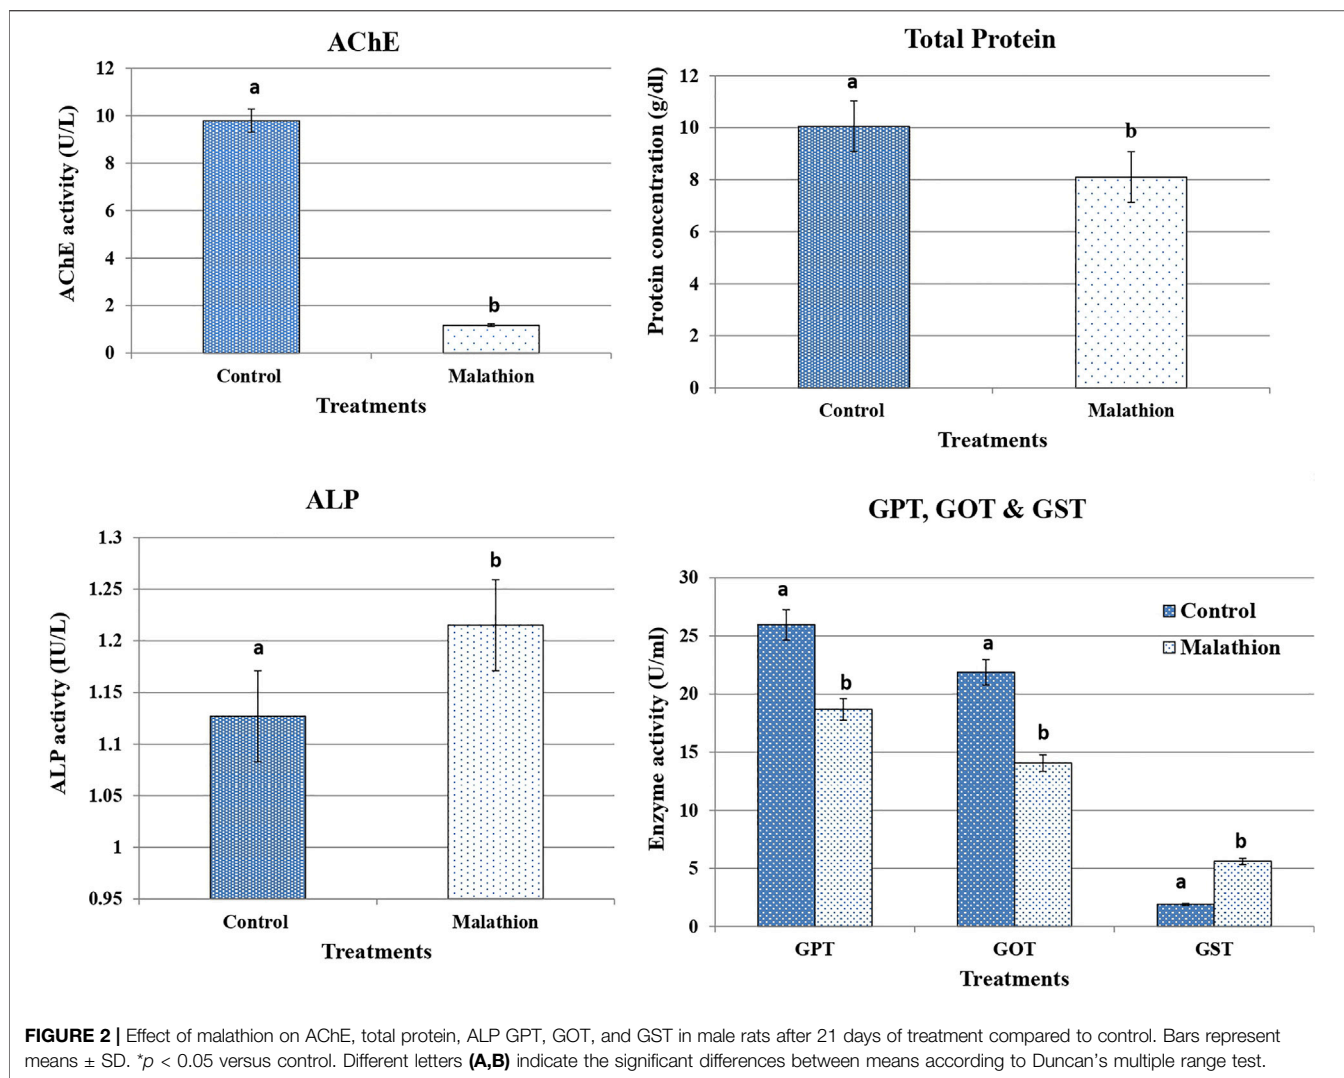 AChE
12
10
8
6
4
2
0
AChE activity (U/L)
a
b
Control
Malathion
Treatments
Total Protein
12
10
8
6
4
2
0
Protein concentration (g/dl)
a
b
Control
Malathion
Treatments
ALP
1.3
1.25
1.2
1.15
1.1
1.05
1
0.95
ALP activty (IU/L)
a
b
Control
Malathion
Treatments
GPT, GOT & GST
30
25
20
15
10
5
0
Enzyme activity (U/ml)
a
b
a
b
a
b
Control
Malathion
GPT
GOT
GST
Treatments
FIGURE 2 | Effect of malathion on AChE, total protein, ALP GPT, GOT, and GST in male rats after 21 days of treatment compared to control. Bars represent
means ± SD. *p < 0.05 versus control. Different letters (A,B) indicate the significant differences between means according to Duncan's multiple range test.